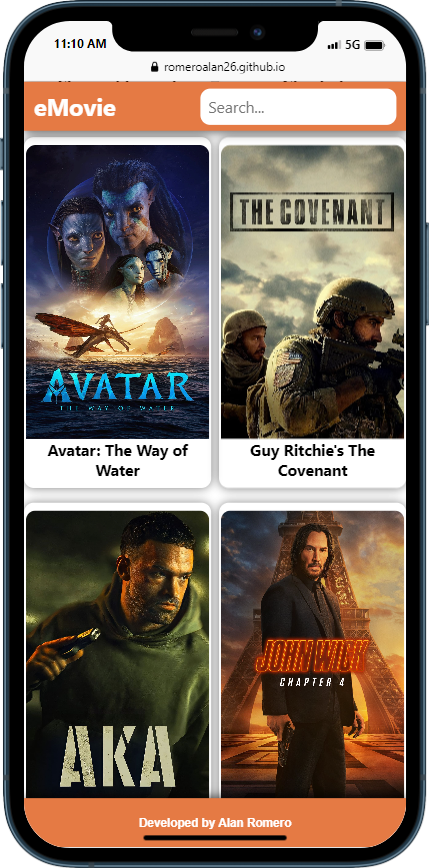 11:10 AM
5G
romeroalan26.github.io
eMovie
Search...
THE COVENANT
AVATAR
THE WAY OF WATER
Avatar: The Way of
Water
Guy Ritchie's The
Covenant
AKA
JOHN WICK
CHAPTER 4
Developed by Alan Romero